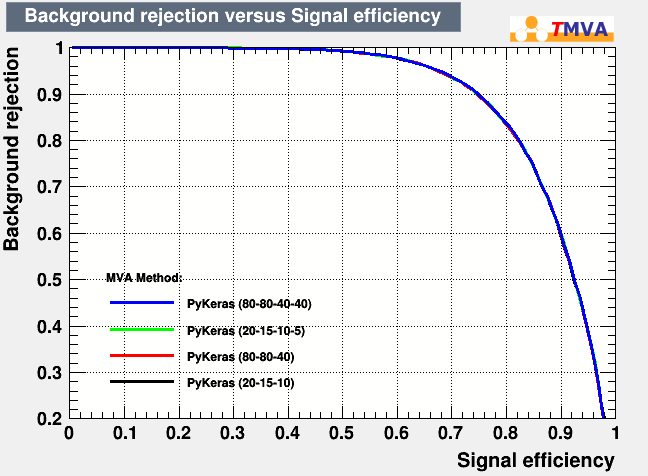 Background rejection versus Signal efficiency
TMVA
Background rejection
1
0.9
0.8
0.7
0.6
0.5
0.4
0.3
0.2
MVA Method:
PyKeras (80-80-40-40)
PyKeras (20-15-10-5)
PyKeras (80-80-40)
PyKeras (20-15-10)
0 0.1 0.2 0.3 0.4 0.5 0.6 0.7 0.8 0.9 1
Signal efficiency